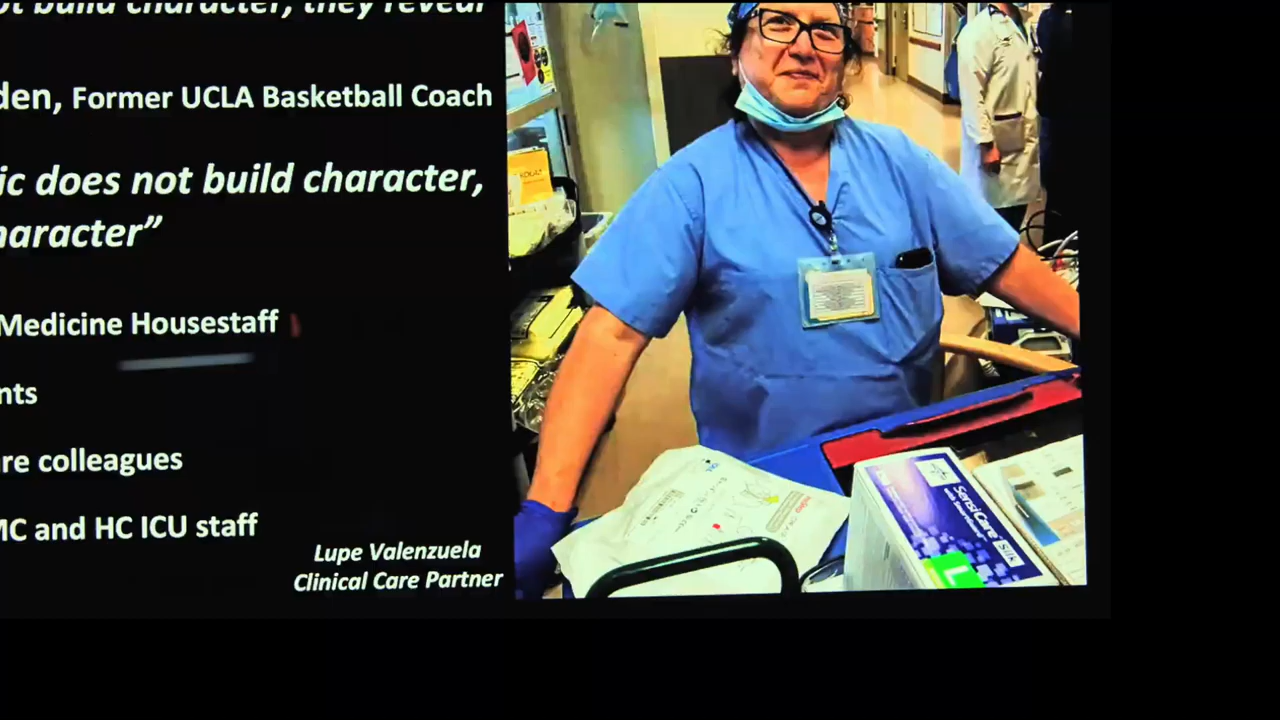 ot build character, they reveal
den, Former UCLA Basketball Coach
ic does not build character,
haracter”
Medicine Housestaff
nts
re colleagues
MC and HC ICU staff
Lupe Valenzuela
Clinical Care Partner
SensiCare
Silk
L